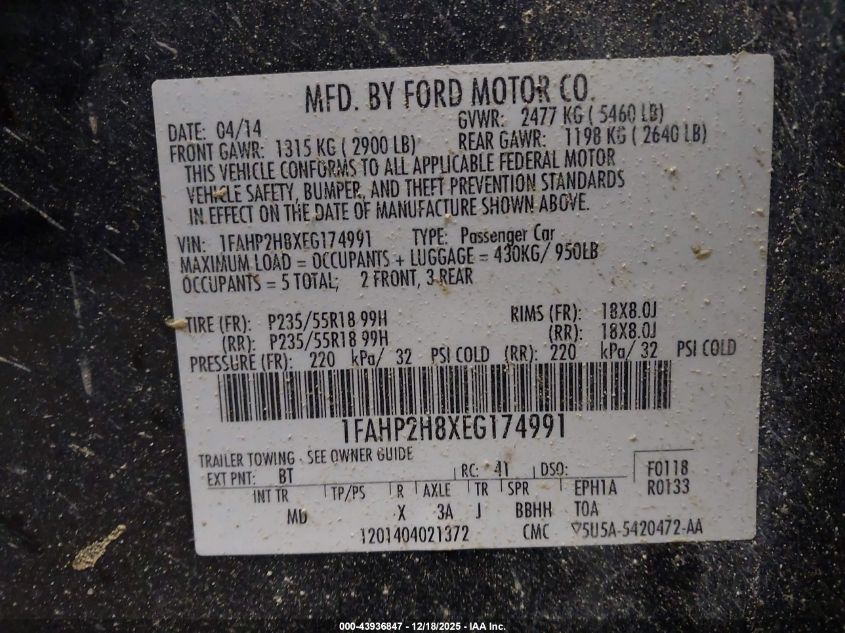 MFD. BY FORD MOTOR CO.
DATE: 04/14 GVWR: 2477 KG ( 5460 LB)
FRONT GAWR: 1315 KG ( 2900 LB) REAR GAWR: 1198 KG ( 2640 LB)
THIS VEHICLE CONFORMS TO ALL APPLICABLE FEDERAL MOTOR
VEHICLE SAFETY, BUMPER, AND THEFT PREVENTION STANDARDS
IN EFFECT ON THE DATE OF MANUFACTURE SHOWN ABOVE.
VIN: 1FAHP2H8XEG174991 TYPE: Passenger Car
MAXIMUM LOAD = OCCUPANTS + LUGGAGE = 430KG/ 950LB
OCCUPANTS = 5 TOTAL; 2 FRONT, 3 REAR
TIRE (FR): P235/55R18 99H RIMS (FR): 18X8.0J
(RR): P235/55R18 99H (RR): 18X8.0J
PRESSURE (FR): 220 kPa/ 32 PSI COLD (RR): 220 kPa/ 32 PSI COLD
1FAHP2H8XEG174991
TRAILER TOWING - SEE OWNER GUIDE
EXT PNT: BT RC: 41 DSO: F0118
INT TR TP/PS R AXLE TR SPR EPH1A R0133
MD X 3A J BBHH TOA
1201404021372 CMC 5U5A-5420472-AA
000-43936847 — 12/18/2025 — IAA Inc.